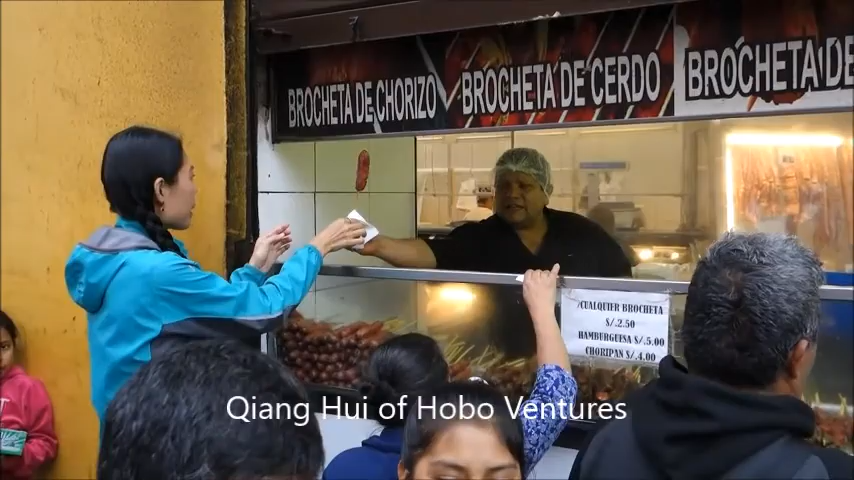 BROCHETA DE CHORIZO
BROCHETA DE CERDO
BROCHETA DE
CUALQUIER BROCHETA
S/.2.50
HAMBURGUESA S/.5.00
CHORIPAN S/.4.00
Qiang Hui of Hobo Ventures